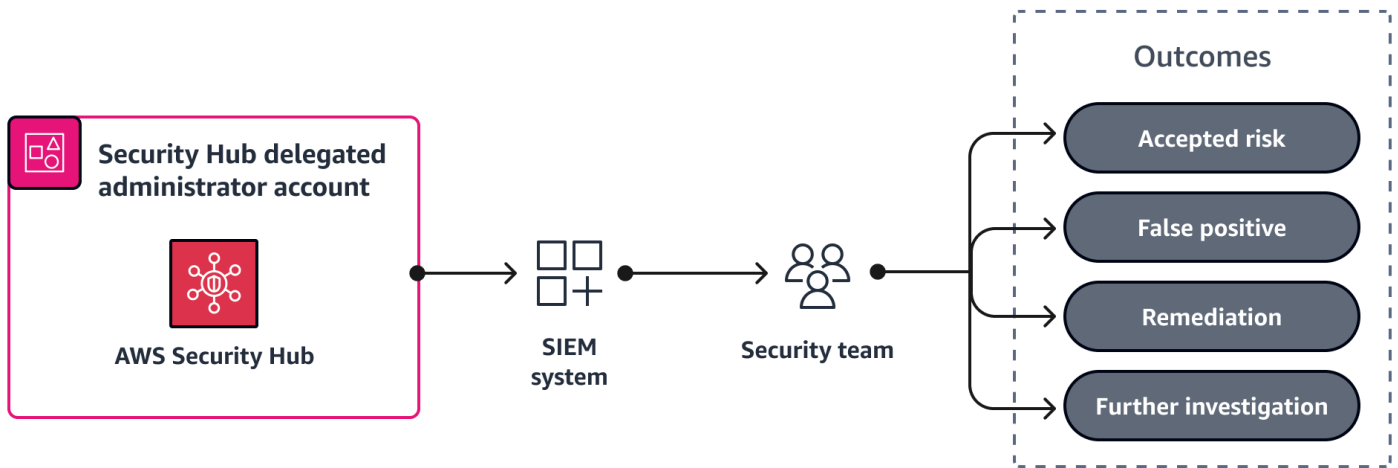 Security Hub delegated
administrator account
AWS Security Hub
SIEM
system
Security team
Outcomes
Accepted risk
False positive
Remediation
Further investigation